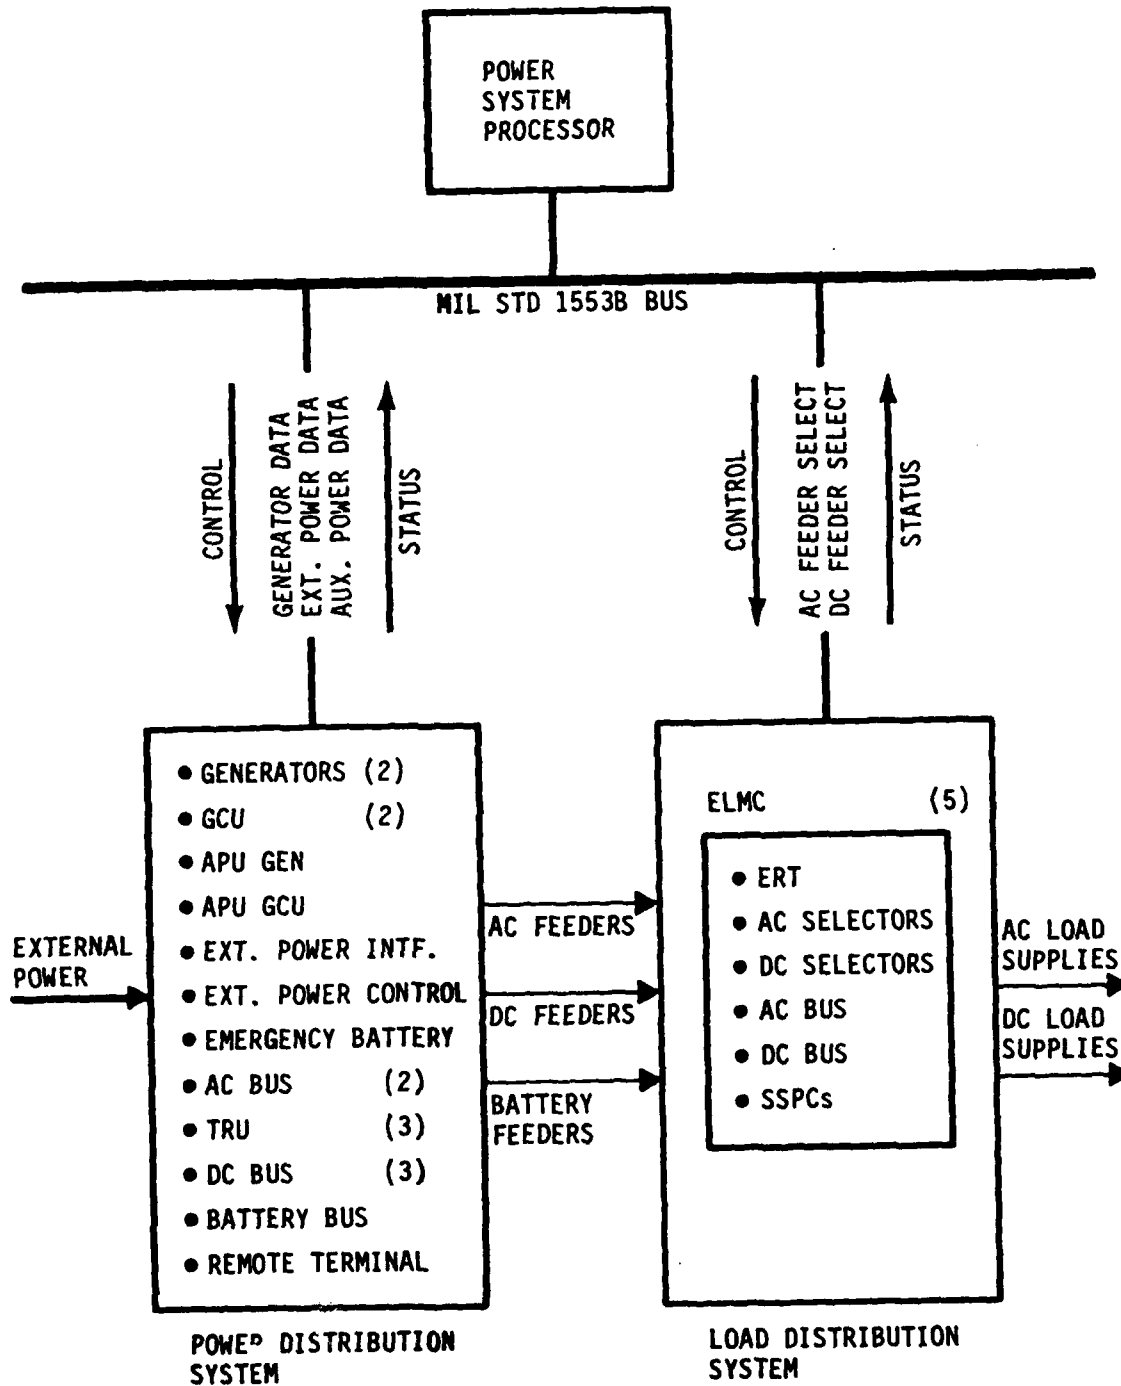 POWER
SYSTEM
PROCESSOR
MIL STD 1553B BUS
CONTROL
GENERATOR DATA
EXT. POWER DATA
AUX. POWER DATA
STATUS
CONTROL
AC FEEDER SELECT
DC FEEDER SELECT
STATUS
EXTERNAL
POWER
• GENERATORS (2)
• GCU (2)
• APU GEN
• APU GCU
• EXT. POWER INTF.
• EXT. POWER CONTROL
• EMERGENCY BATTERY
• AC BUS (2)
• TRU (3)
• DC BUS (3)
• BATTERY BUS
• REMOTE TERMINAL
POWER DISTRIBUTION
SYSTEM
AC FEEDERS
DC FEEDERS
BATTERY
FEEDERS
ELMC (5)
• ERT
• AC SELECTORS
• DC SELECTORS
• AC BUS
• DC BUS
• SSPCs
LOAD DISTRIBUTION
SYSTEM
AC LOAD
SUPPLIES
DC LOAD
SUPPLIES